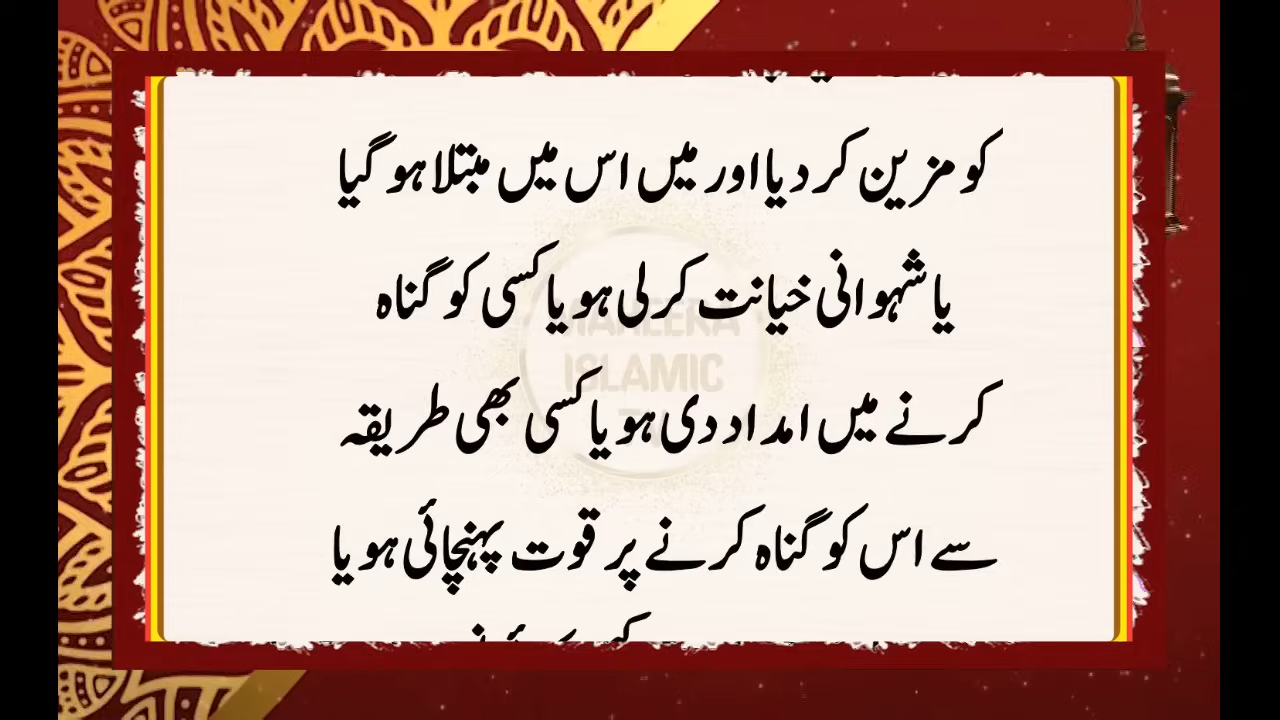 کو مزین کر دیا اور میں اس میں مبتلا ہو گیا
یا شہوانی خیانت کرلی ہو یا کسی کو گناہ
کرنے میں امداد دی ہو یا کسی بھی طریقہ
سے اس کو گناہ کرنے پر قوت پہنچائی ہو یا
ISLAMIC